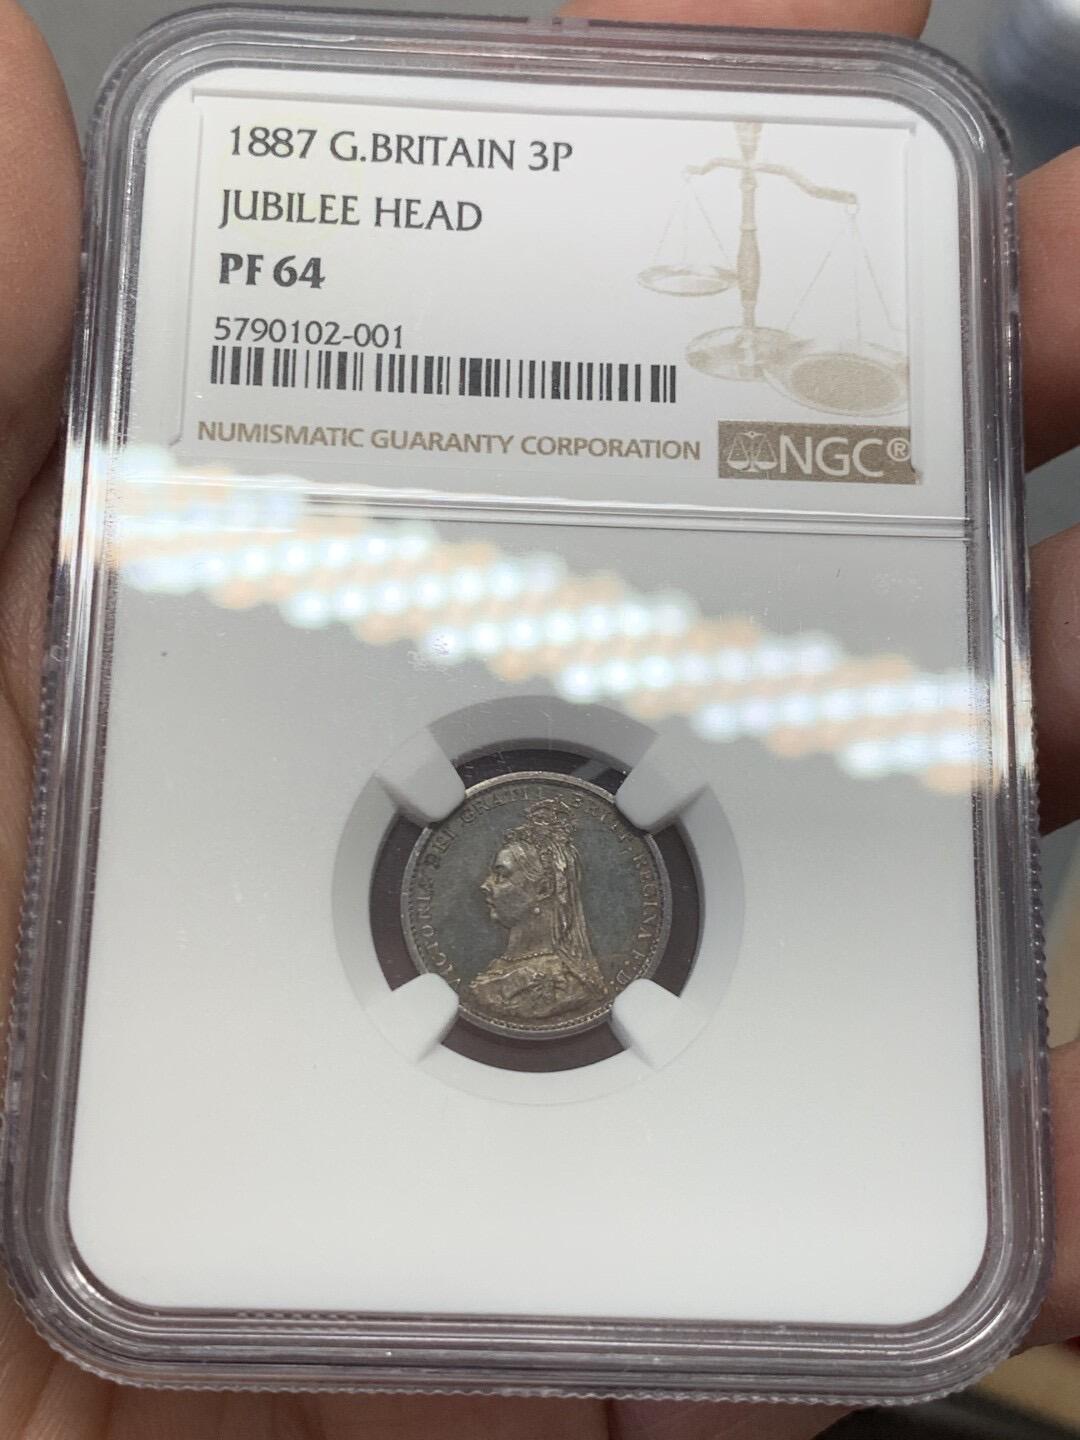 1887 G.BRITAIN 3P
JUBILEE HEAD
PF 64
5790102-001
NUMISMATIC GUARANTY CORPORATION
NGC®
VICTORIA DEI GRATIA BRITT: REGINA F:D: